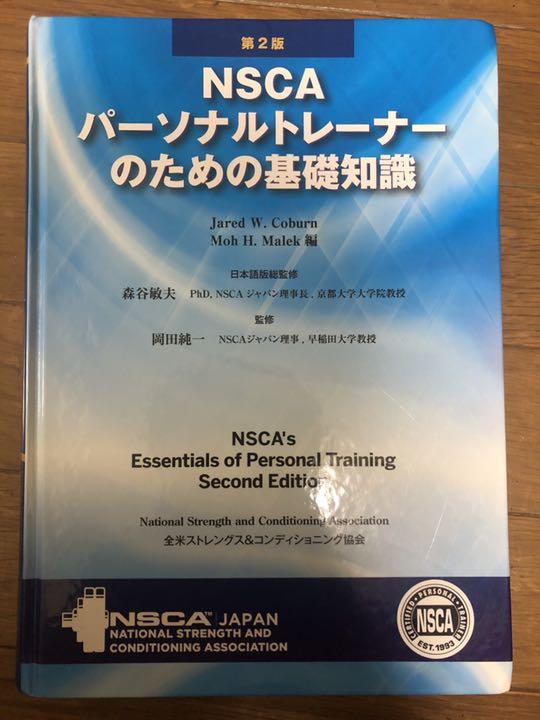 第2版
NSCA
パーソナルトレーナー
のための基礎知識
Jared W. Coburn
Moh H. Malek 編
日本語版総監修
森谷敏夫 PhD, NSCA ジャパン理事長, 京都大学大学院教授
監修
岡田純一 NSCAジャパン理事, 早稲田大学教授
NSCA's
Essentials of Personal Training
Second Edition
National Strength and Conditioning Association
全米ストレングス&コンディショニング協会
NSCA™ JAPAN
NATIONAL STRENGTH AND
CONDITIONING ASSOCIATION
CERTIFIED • PERSONAL • TRAINER
NSCA
EST. 1993